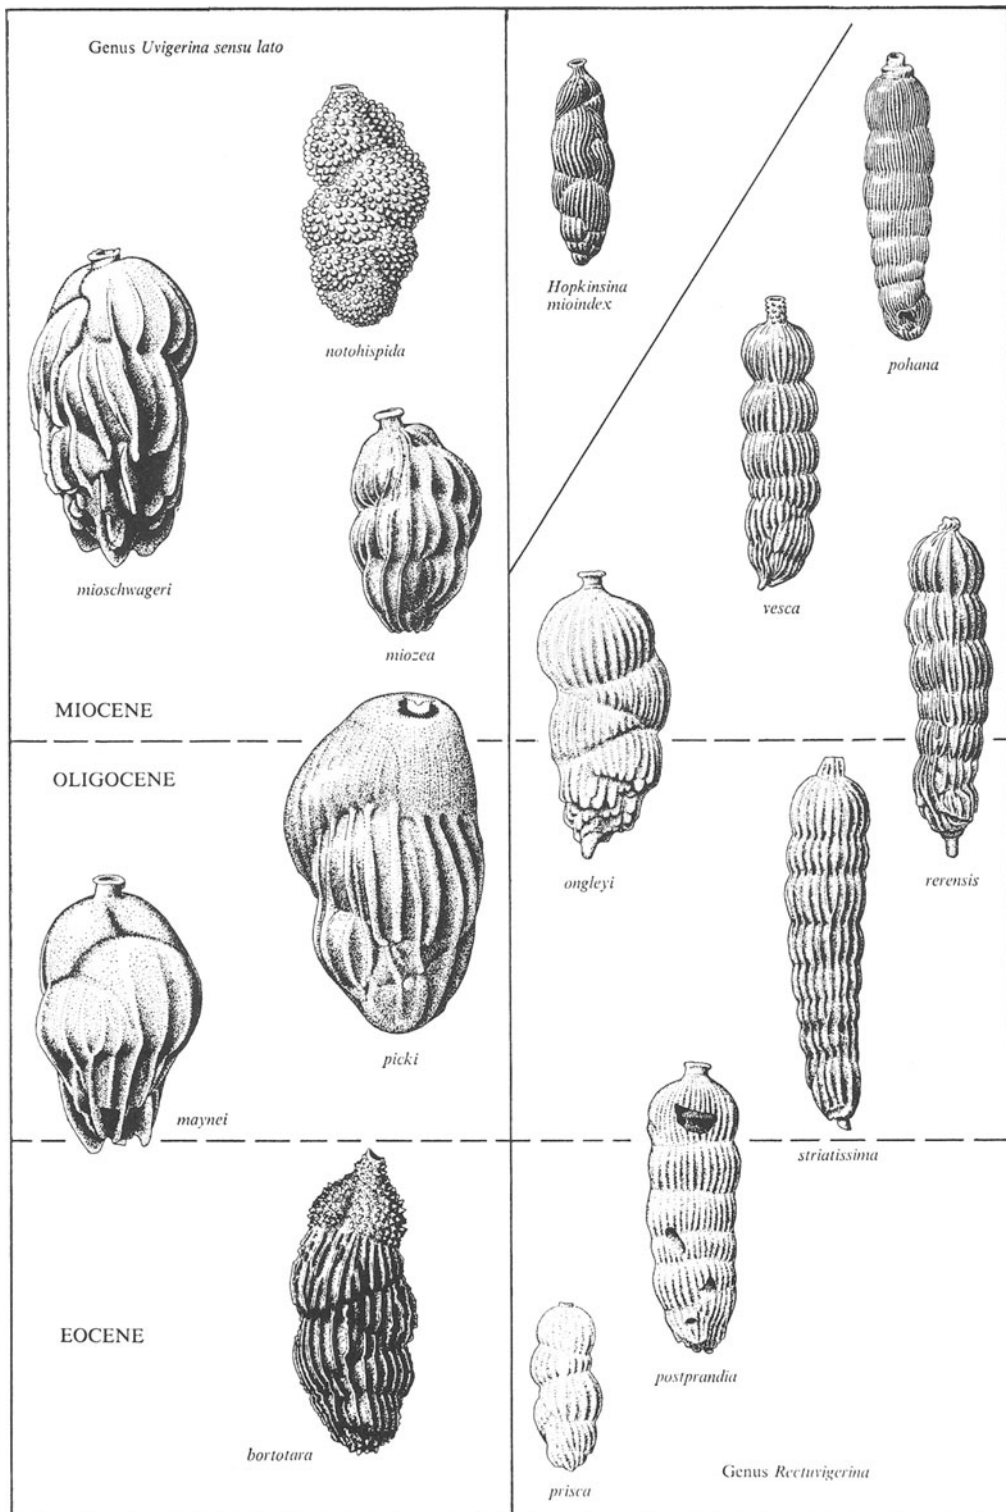 Genus Uvigerina sensu lato
notohispida
mioschwageri
miozea
MIOCENE
OLIGOCENE
picki
maynei
EOCENE
bortotara
Hopkinsina
mioindex
pohana
vesca
ongleyi
rerensis
striatissima
postprandia
prisca
Genus Rectuvigerina